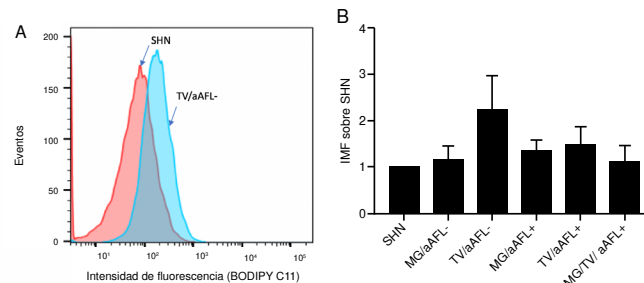 A
SHN
TV/aAFL-
Eventos
200
150
100
50
0
10¹
10²
10³
10⁴
10⁵
Intensidad de fluorescencia (BODIPY C11)
B
IMF sobre SHN
4
3
2
1
0
SHN
MG/aAFL-
TV/aAFL-
MG/aAFL+
TV/aAFL+
MG/TV/ aAFL+